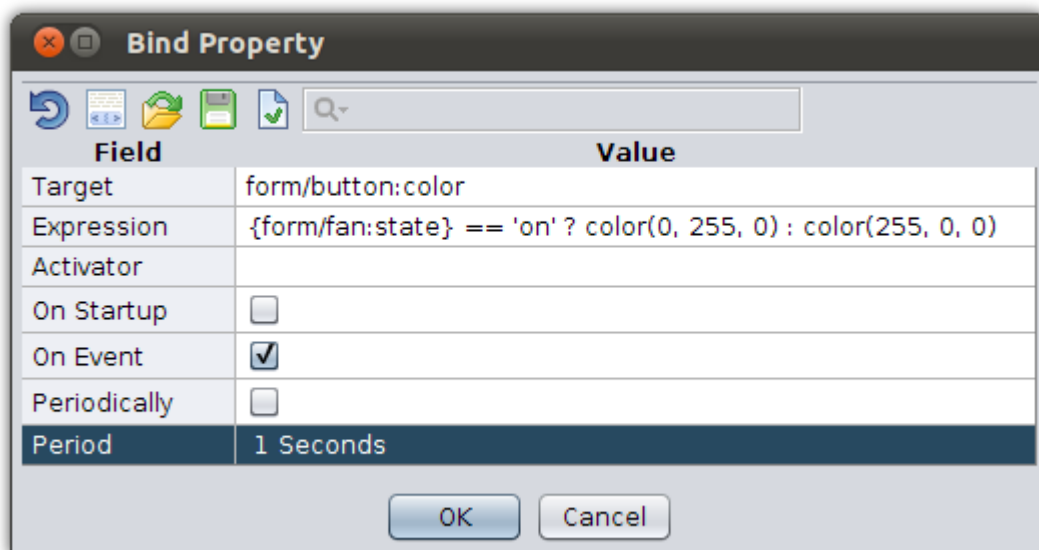 Bind Property
Field Value
Target form/button:color
Expression {form/fan:state} == 'on' ? color(0, 255, 0) : color(255, 0, 0)
Activator
On Startup
On Event
Periodically
Period 1 Seconds
OK Cancel